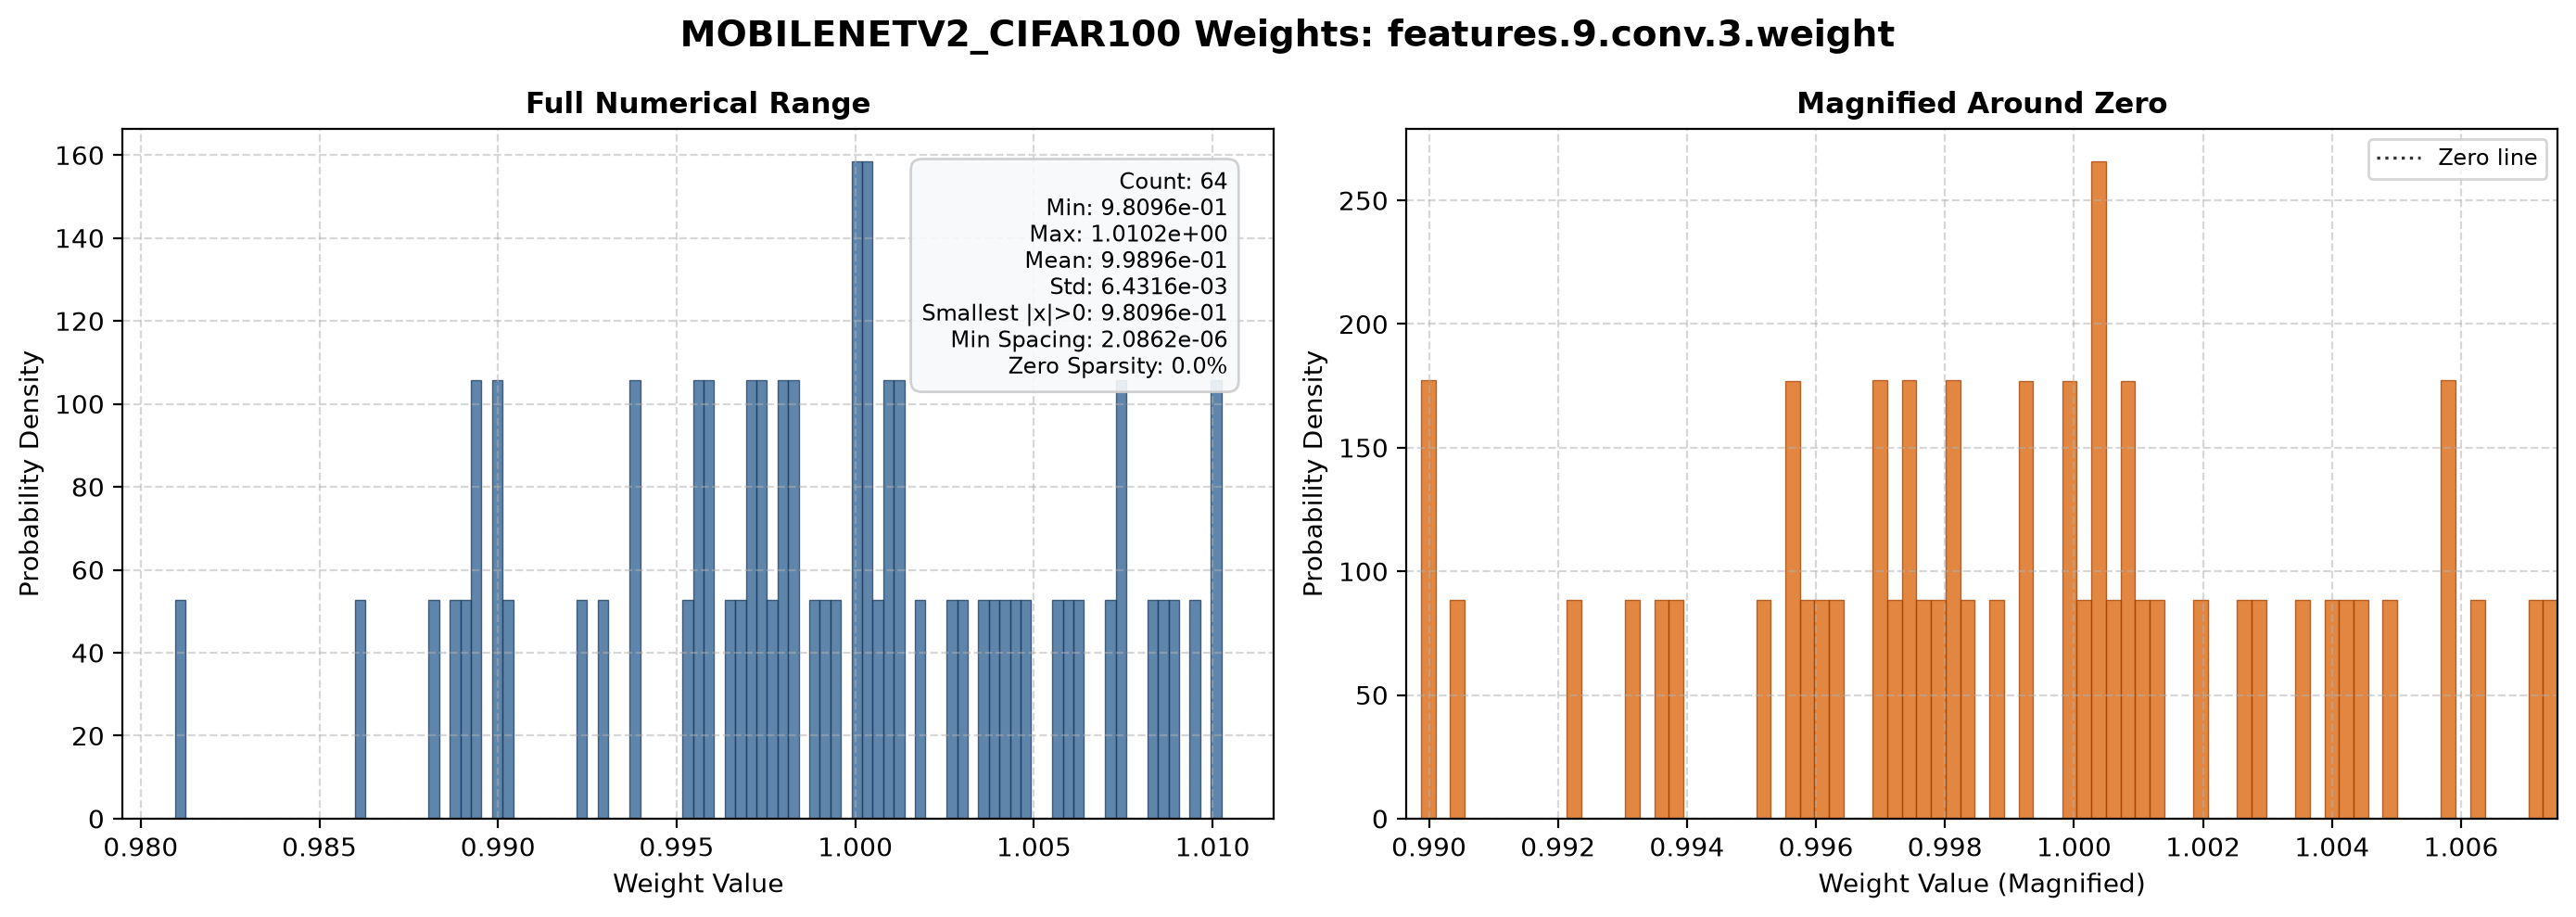 MOBILENETV2_CIFAR100 Weights: features.9.conv.3.weight
Full Numerical Range
Probability Density
160
140
120
100
80
60
40
20
0
Count: 64
Min: 9.8096e-01
Max: 1.0102e+00
Mean: 9.9896e-01
Std: 6.4316e-03
Smallest |x|>0: 9.8096e-01
Min Spacing: 2.0862e-06
Zero Sparsity: 0.0%
0.980 0.985 0.990 0.995 1.000 1.005 1.010
Weight Value
Magnified Around Zero
Probability Density
250
200
150
100
50
0
Zero line
0.990 0.992 0.994 0.996 0.998 1.000 1.002 1.004 1.006
Weight Value (Magnified)